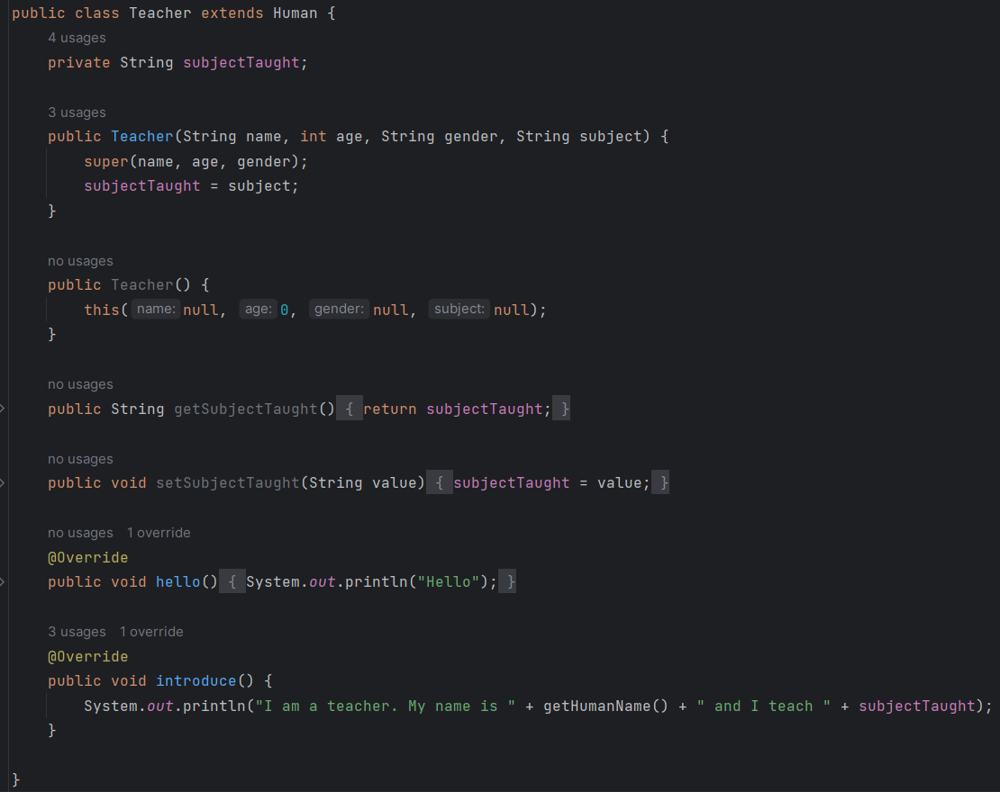 public class Teacher extends Human {
4 usages
private String subjectTaught;
3 usages
public Teacher(String name, int age, String gender, String subject) {
super(name, age, gender);
subjectTaught = subject;
}
no usages
public Teacher() {
this( name: null, age: 0, gender: null, subject: null);
}
no usages
public String getSubjectTaught() { return subjectTaught; }
no usages
public void setSubjectTaught(String value) { subjectTaught = value; }
no usages 1 override
@Override
public void hello() { System.out.println("Hello"); }
3 usages 1 override
@Override
public void introduce() {
System.out.println("I am a teacher. My name is " + getHumanName() + " and I teach " + subjectTaught);
}
}